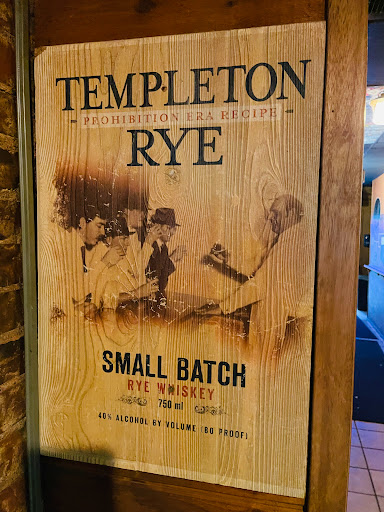 TEMPLETON
PROHIBITION ERA RECIPE
RYE
SMALL BATCH
RYE WHISKEY
750 ml
40% ALCOHOL BY VOLUME (80 PROOF)